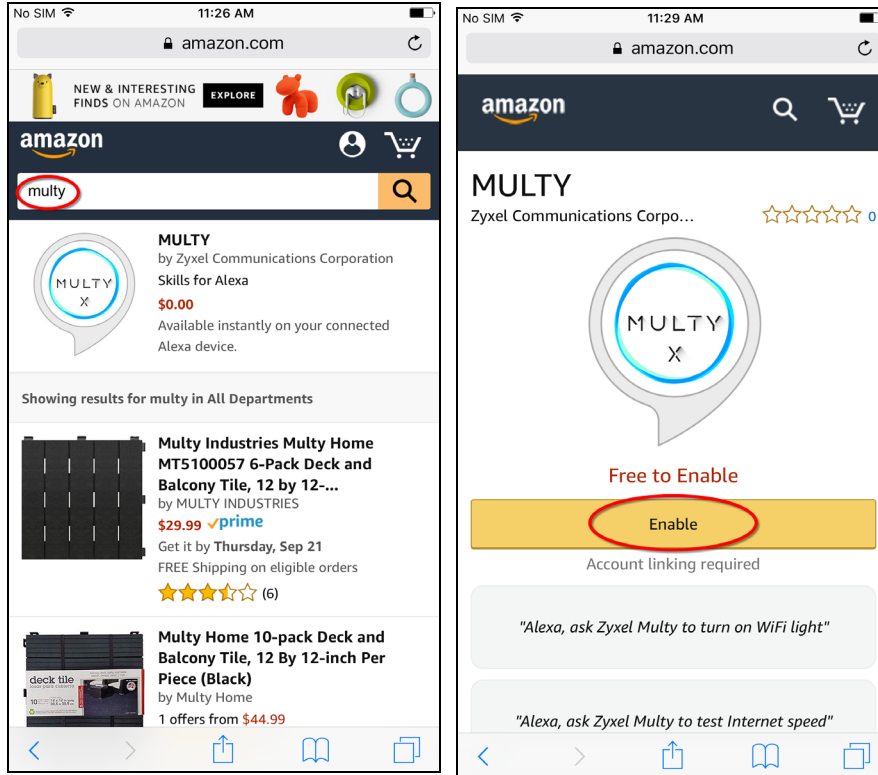 No SIM 11:26 AM
amazon.com
NEW & INTERESTING
FINDS ON AMAZON
EXPLORE
amazon
multy
MULTY
X
MULTY
by Zyxel Communications Corporation
Skills for Alexa
$0.00
Available instantly on your connected
Alexa device.
Showing results for multy in All Departments
Multy Industries Multy Home
MT5100057 6-Pack Deck and
Balcony Tile, 12 by 12-...
by MULTY INDUSTRIES
$29.99 prime
Get it by Thursday, Sep 21
FREE Shipping on eligible orders
(6)
deck tile
10
Multy Home 10-pack Deck and
Balcony Tile, 12 By 12-inch Per
Piece (Black)
by Multy Home
1 offers from $44.99
No SIM 11:29 AM
amazon.com
amazon
MULTY
Zyxel Communications Corpo... 0
MULTY
X
Free to Enable
Enable
Account linking required
"Alexa, ask Zyxel Multy to turn on WiFi light"
"Alexa, ask Zyxel Multy to test Internet speed"